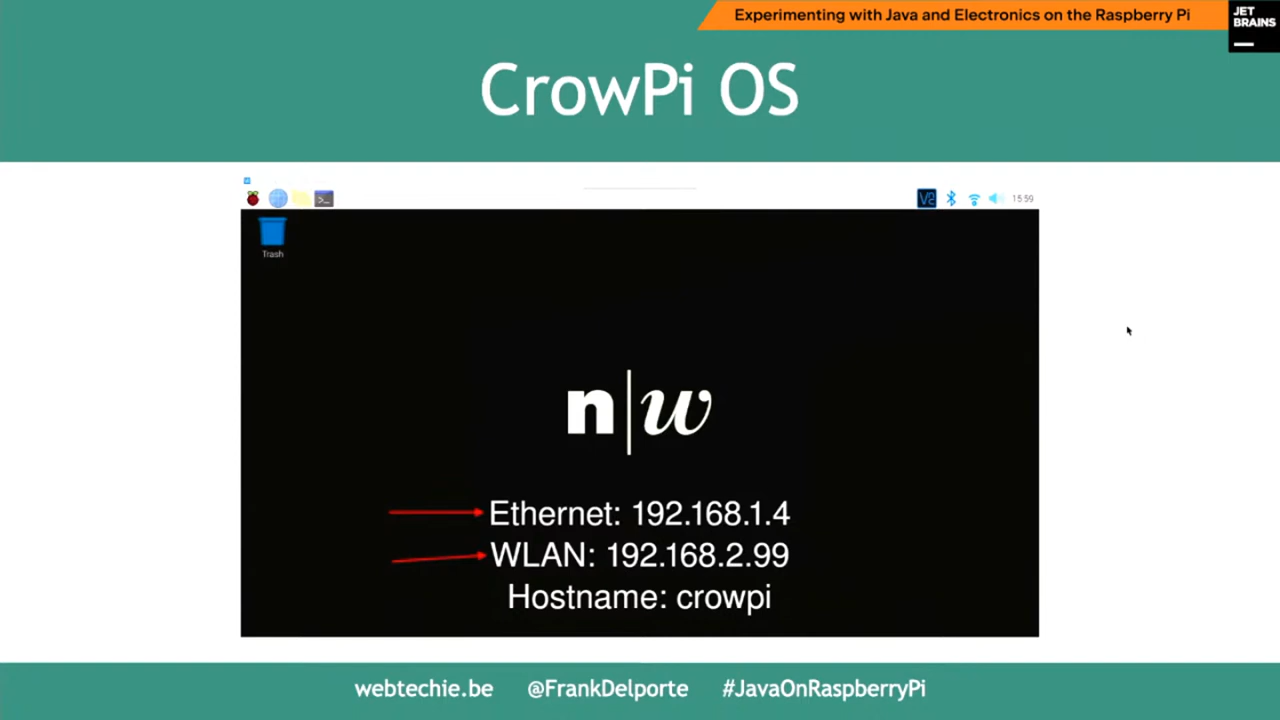 Experimenting with Java and Electronics on the Raspberry Pi
JET
BRAINS
CrowPi OS
V2
15:59
Trash
n|w
Ethernet: 192.168.1.4
WLAN: 192.168.2.99
Hostname: crowpi
webtechie.be @FrankDelporte #JavaOnRaspberryPi